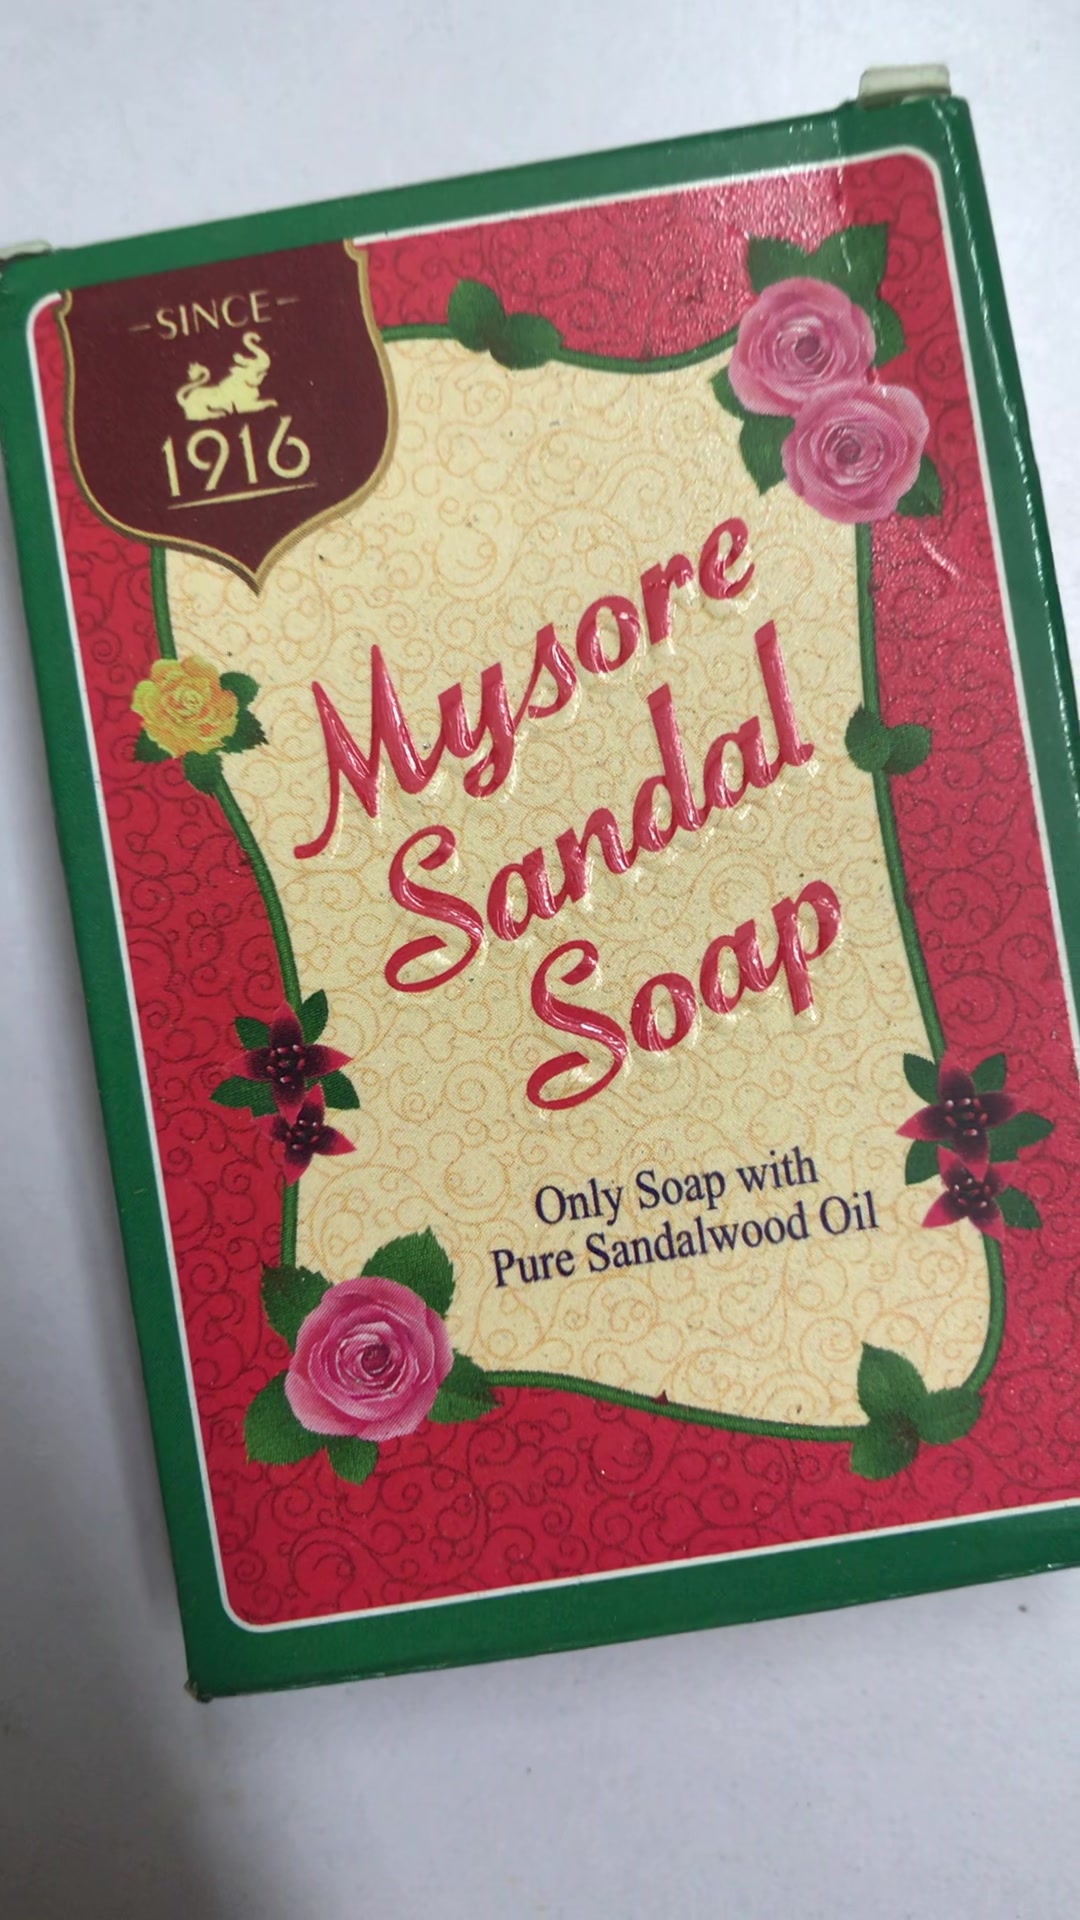 -SINCE-
1916
Mysore
Sandal
Soap
Only Soap with
Pure Sandalwood Oil